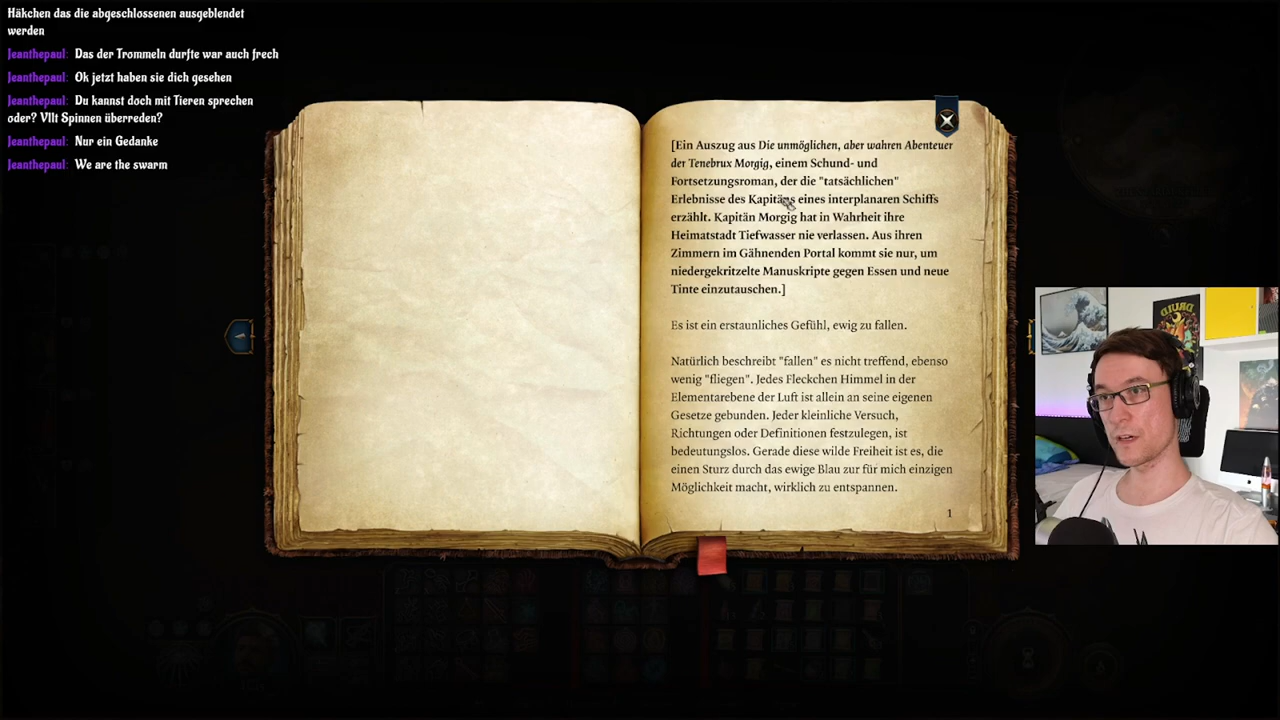 Häkchen das die abgeschlossenen ausgeblendet
werden
Jeanthepaul: Das der Trommeln durfte war auch frech
Jeanthepaul: Ok jetzt haben sie dich gesehen
Jeanthepaul: Du kannst doch mit Tieren sprechen
oder? Vllt Spinnen überreden?
Jeanthepaul: Nur ein Gedanke
Jeanthepaul: We are the swarm
[Ein Auszug aus Die unmöglichen, aber wahren Abenteuer
der Tenebrux Morgig, einem Schund- und
Fortsetzungsroman, der die "tatsächlichen"
Erlebnisse des Kapitäns eines interplanaren Schiffs
erzählt. Kapitän Morgig hat in Wahrheit ihre
Heimatstadt Tiefwasser nie verlassen. Aus ihren
Zimmern im Gähnenden Portal kommt sie nur, um
niedergekritzelte Manuskripte gegen Essen und neue
Tinte einzutauschen.]
Es ist ein erstaunliches Gefühl, ewig zu fallen.
Natürlich beschreibt "fallen" es nicht treffend, ebenso
wenig "fliegen". Jedes Fleckchen Himmel in der
Elementarebene der Luft ist allein an seine eigenen
Gesetze gebunden. Jeder kleinliche Versuch,
Richtungen oder Definitionen festzulegen, ist
bedeutungslos. Gerade diese wilde Freiheit ist es, die
einen Sturz durch das ewige Blau zur für mich einzigen
Möglichkeit macht, wirklich zu entspannen.
1
DRUID